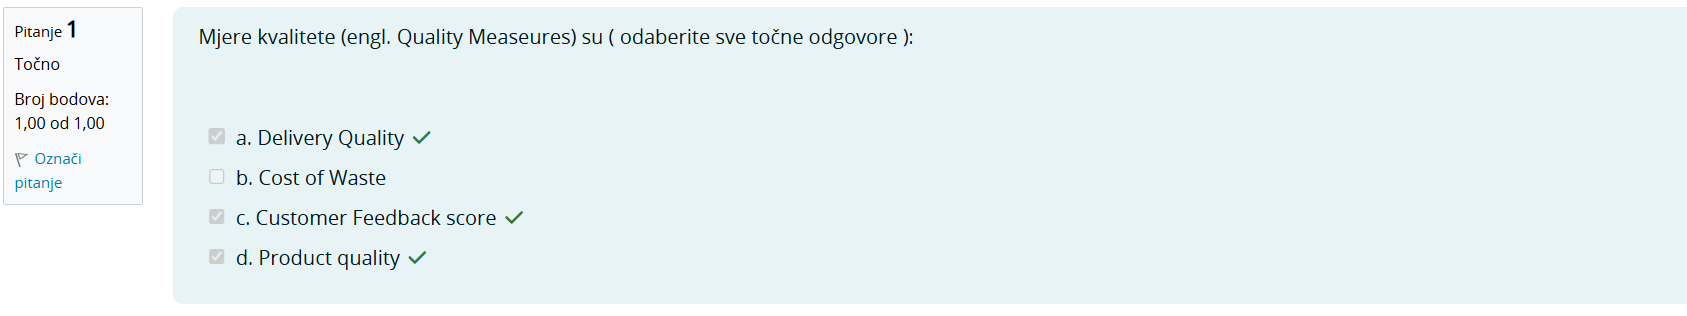 Pitanje 1
Točno
Broj bodova:
1,00 od 1,00
Označi
pitanje
Mjere kvalitete (engl. Quality Measeures) su ( odaberite sve točne odgovore ):
a. Delivery Quality
b. Cost of Waste
c. Customer Feedback score
d. Product quality